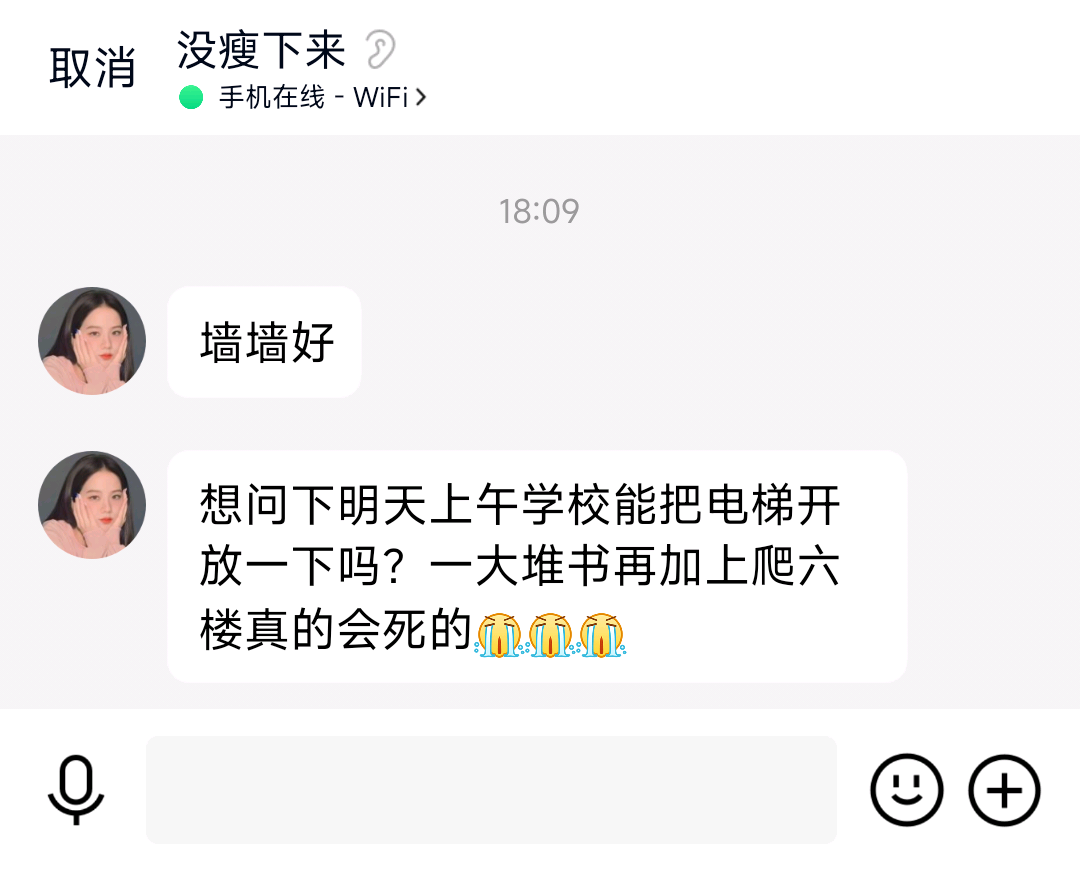 取消
没瘦下来
手机在线 - WiFi
18:09
墙墙好
想问下明天上午学校能把电梯开
放一下吗？一大堆书再加上爬六
楼真的会死的😭😭😭